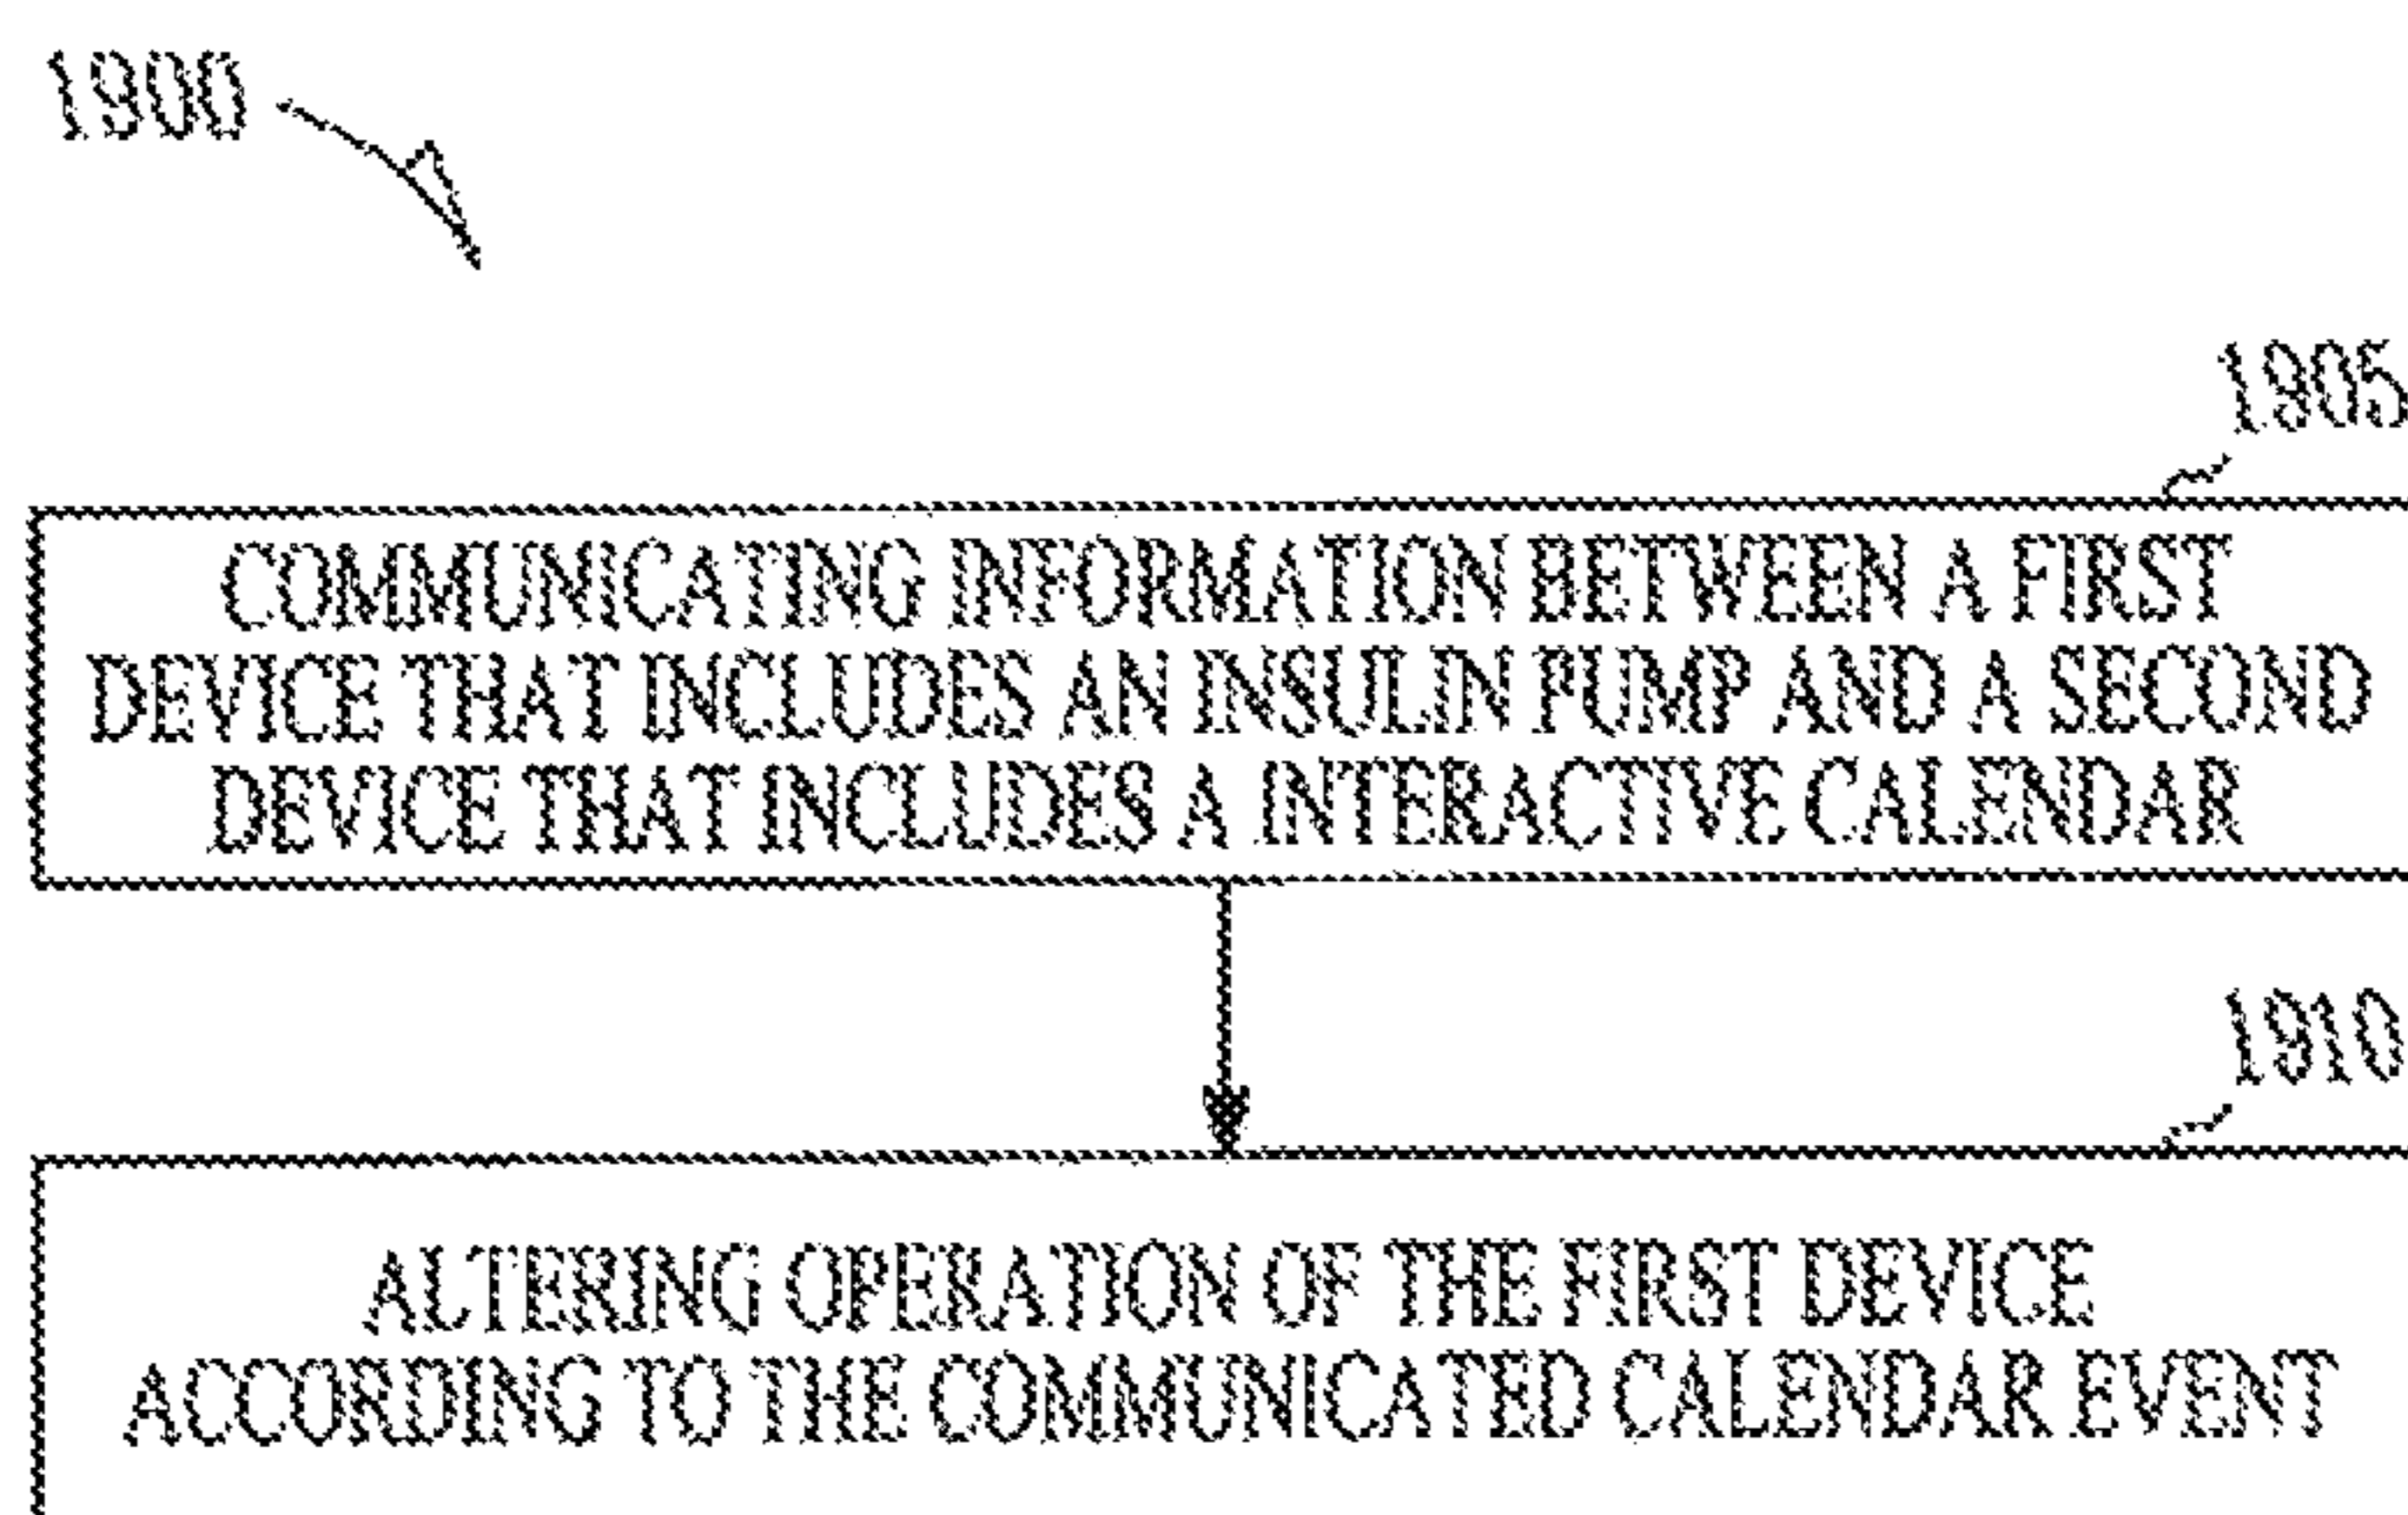 1900
1905
COMMUNICATING INFORMATION BETWEEN A FIRST
DEVICE THAT INCLUDES AN INSULIN PUMP AND A SECOND
DEVICE THAT INCLUDES A INTERACTIVE CALENDAR
1910
ALTERING OPERATION OF THE FIRST DEVICE
ACCORDING TO THE COMMUNICATED CALENDAR EVENT